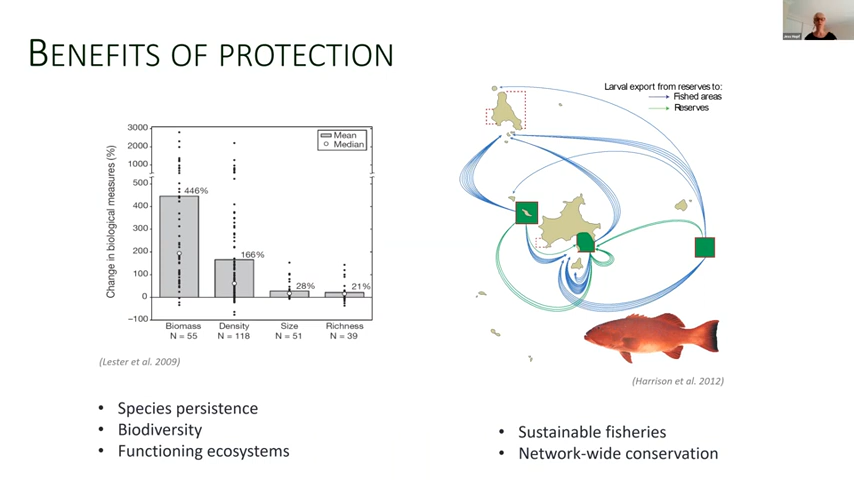 BENEFITS OF PROTECTION
Change in biological measures (%)
3000
2000
1000
500
400
300
200
100
0
−100
Mean
Median
446%
166%
28%
21%
Biomass
N = 55
Density
N = 118
Size
N = 51
Richness
N = 39
(Lester et al. 2009)
• Species persistence
• Biodiversity
• Functioning ecosystems
Larval export from reserves to:
Fished areas
Reserves
(Harrison et al. 2012)
• Sustainable fisheries
• Network-wide conservation